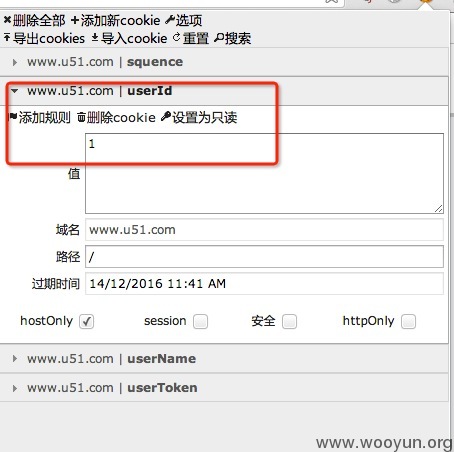 删除全部 添加新cookie 选项
导出cookies 导入cookie 重置 搜索
www.u51.com | squence
www.u51.com | userId
添加规则 删除cookie 设置为只读
值 1
域名 www.u51.com
路径 /
过期时间 14/12/2016 11:41 AM
hostOnly session 安全 httpOnly
www.u51.com | userName
www.u51.com | userToken
www.wooyun.org